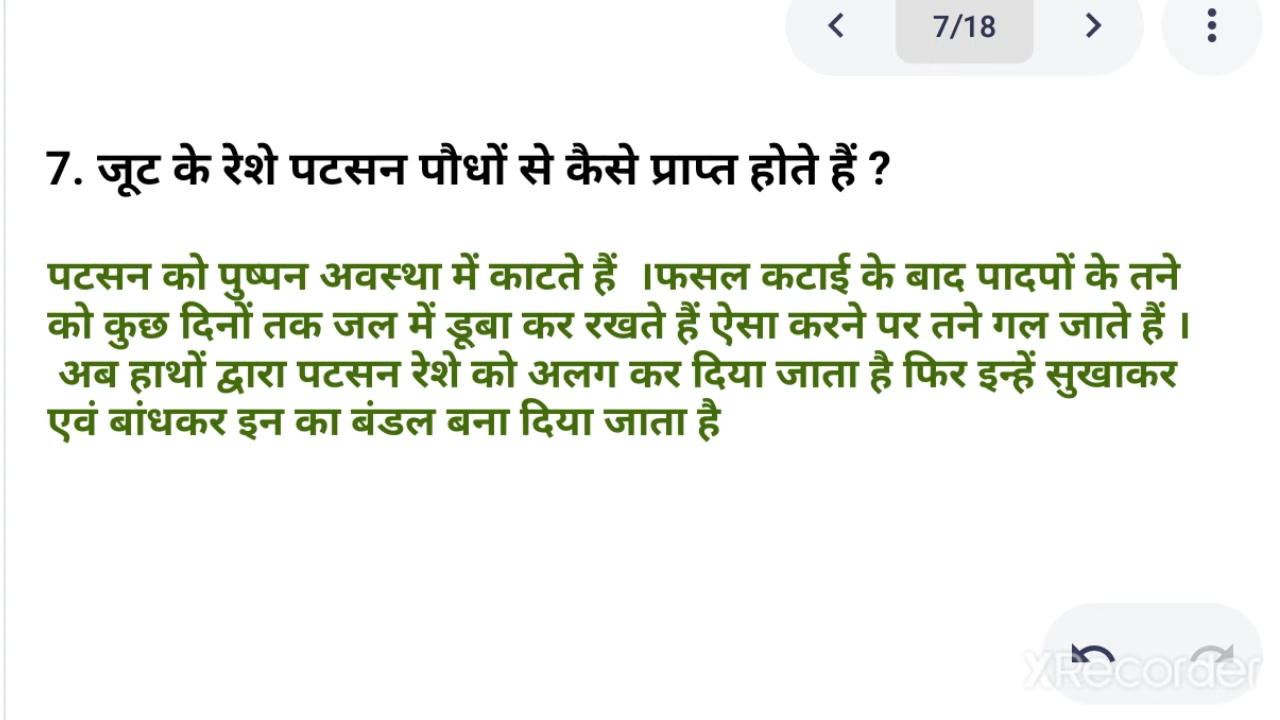 7/18
7. जूट के रेशे पटसन पौधों से कैसे प्राप्त होते हैं ?
पटसन को पुष्पन अवस्था में काटते हैं ।फसल कटाई के बाद पादपों के तने
को कुछ दिनों तक जल में डूबा कर रखते हैं ऐसा करने पर तने गल जाते हैं ।
अब हाथों द्वारा पटसन रेशे को अलग कर दिया जाता है फिर इन्हें सुखाकर
एवं बांधकर इन का बंडल बना दिया जाता है
XRecorder